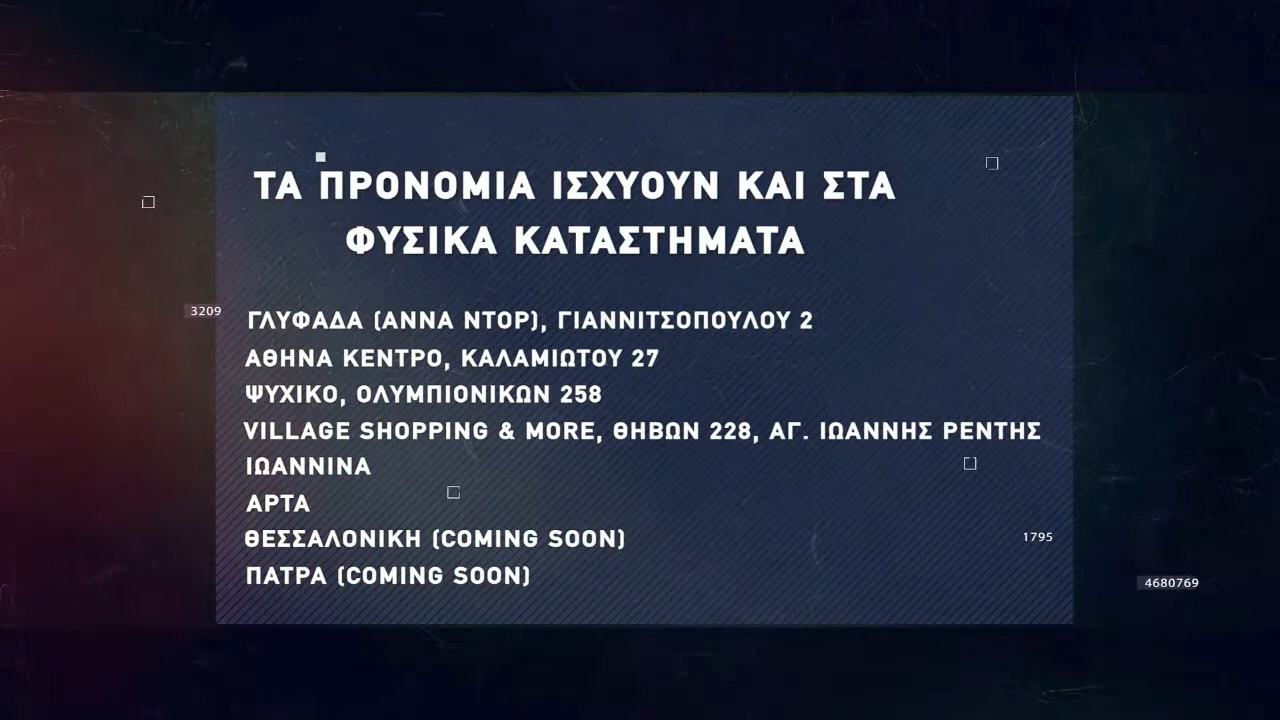 ΤΑ ΠΡΟΝΟΜΙΑ ΙΣΧΥΟΥΝ ΚΑΙ ΣΤΑ
ΦΥΣΙΚΑ ΚΑΤΑΣΤΗΜΑΤΑ
3209
ΓΛΥΦΑΔΑ (ΑΝΝΑ ΝΤΟΡ), ΓΙΑΝΝΙΤΣΟΠΟΥΛΟΥ 2
ΑΘΗΝΑ ΚΕΝΤΡΟ, ΚΑΛΑΜΙΩΤΟΥ 27
ΨΥΧΙΚΟ, ΟΛΥΜΠΙΟΝΙΚΩΝ 258
VILLAGE SHOPPING & MORE, ΘΗΒΩΝ 228, ΑΓ. ΙΩΑΝΝΗΣ ΡΕΝΤΗΣ
ΙΩΑΝΝΙΝΑ
ΑΡΤΑ
ΘΕΣΣΑΛΟΝΙΚΗ (COMING SOON)
1795
ΠΑΤΡΑ (COMING SOON)
4680769